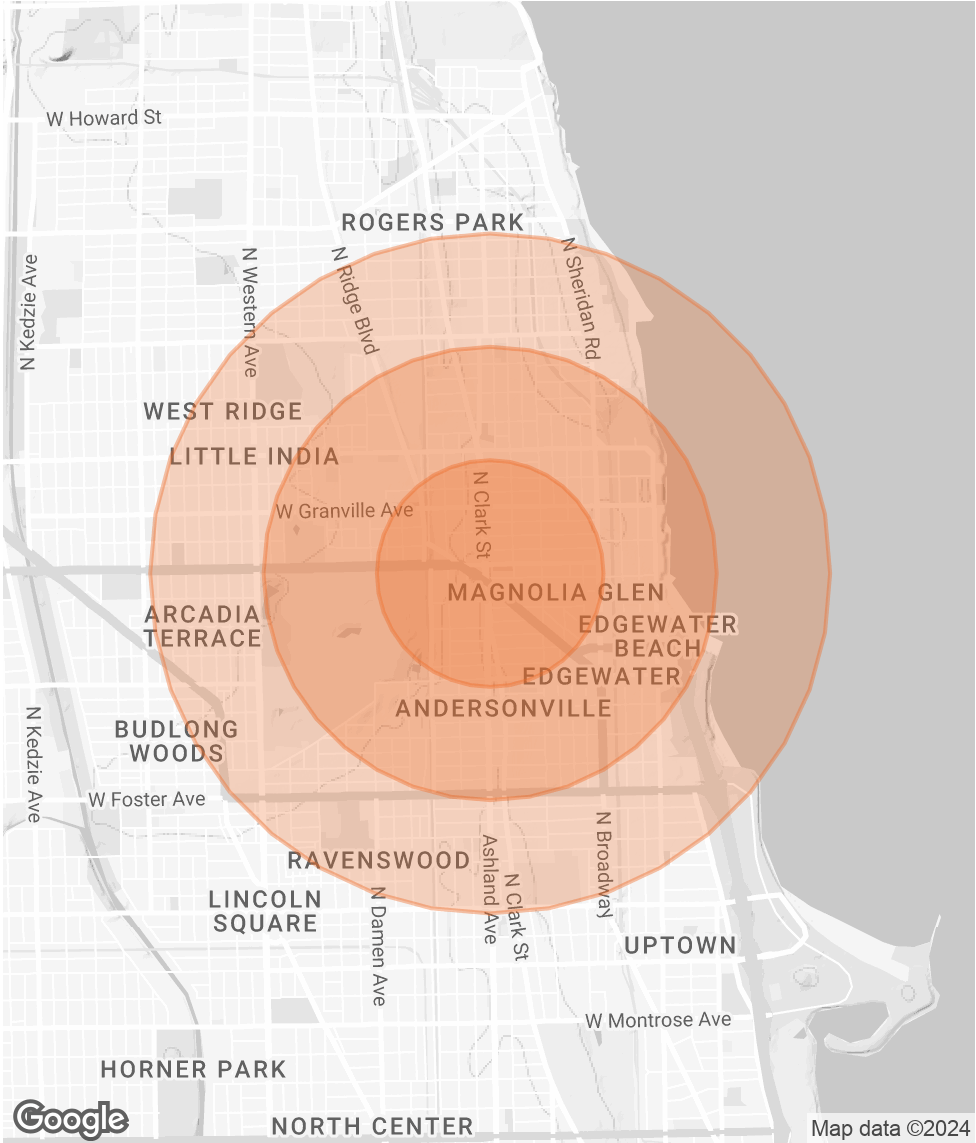 W Howard St
ROGERS PARK
N Kedzie Ave
N Western Ave
N Ridge Blvd
N Sheridan Rd
WEST RIDGE
LITTLE INDIA
W Granville Ave
N Clark St
MAGNOLIA GLEN
ARCADIA
TERRACE
EDGEWATER
BEACH
EDGEWATER
ANDERSONVILLE
N Kedzie Ave
BUDLONG
WOODS
W Foster Ave
N Broadway
RAVENSWOOD
Ashland Ave
N Clark St
LINCOLN
SQUARE
N Damen Ave
UPTOWN
W Montrose Ave
HORNER PARK
Google
NORTH CENTER
Map data ©2024